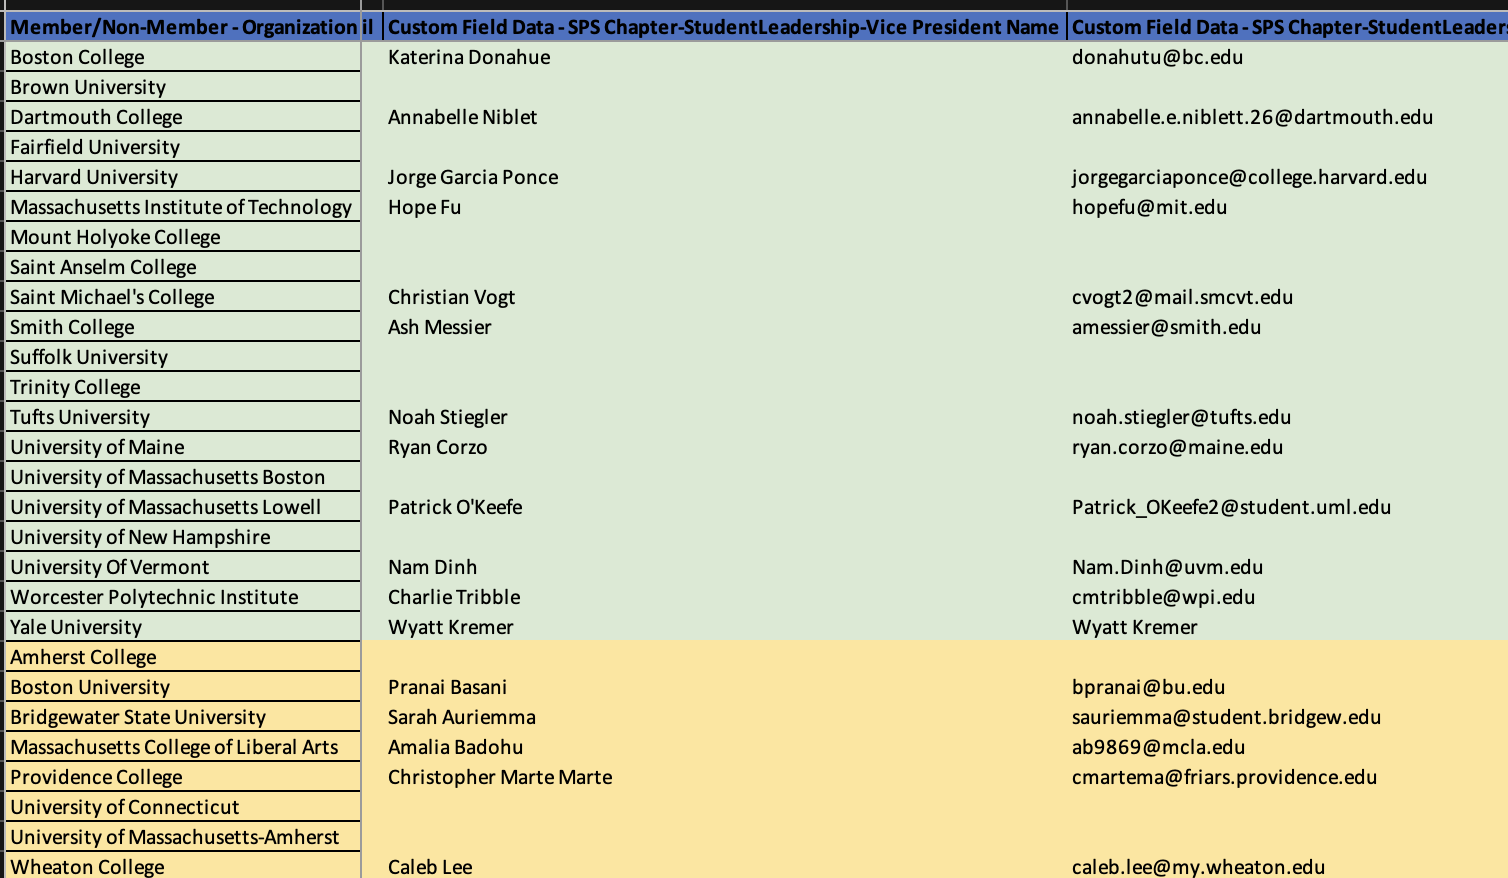 Member/Non-Member - Organization il Custom Field Data - SPS Chapter-StudentLeadership-Vice President Name Custom Field Data - SPS Chapter-StudentLeaders
Boston College Katerina Donahue donahutu@bc.edu
Brown University
Dartmouth College Annabelle Niblet annabelle.e.niblett.26@dartmouth.edu
Fairfield University
Harvard University Jorge Garcia Ponce jorgegarciaponce@college.harvard.edu
Massachusetts Institute of Technology Hope Fu hopefu@mit.edu
Mount Holyoke College
Saint Anselm College
Saint Michael's College Christian Vogt cvogt2@mail.smcvt.edu
Smith College Ash Messier amessier@smith.edu
Suffolk University
Trinity College
Tufts University Noah Stiegler noah.stiegler@tufts.edu
University of Maine Ryan Corzo ryan.corzo@maine.edu
University of Massachusetts Boston
University of Massachusetts Lowell Patrick O'Keefe Patrick_OKeefe2@student.uml.edu
University of New Hampshire
University Of Vermont Nam Dinh Nam.Dinh@uvm.edu
Worcester Polytechnic Institute Charlie Tribble cmtribble@wpi.edu
Yale University Wyatt Kremer Wyatt Kremer
Amherst College
Boston University Pranai Basani bpranai@bu.edu
Bridgewater State University Sarah Auriemma sauriemma@student.bridgew.edu
Massachusetts College of Liberal Arts Amalia Badohu ab9869@mcla.edu
Providence College Christopher Marte Marte cmartema@friars.providence.edu
University of Connecticut
University of Massachusetts-Amherst
Wheaton College Caleb Lee caleb.lee@my.wheaton.edu